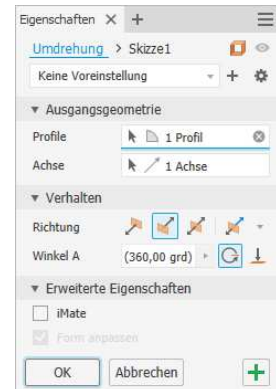 Eigenschaften × +
Umdrehung > Skizze1
Keine Voreinstellung
Ausgangsgeometrie
Profile 1 Profil
Achse 1 Achse
Verhalten
Richtung
Winkel A (360,00 grd)
Erweiterte Eigenschaften
iMate
Form anpassen
OK Abbrechen